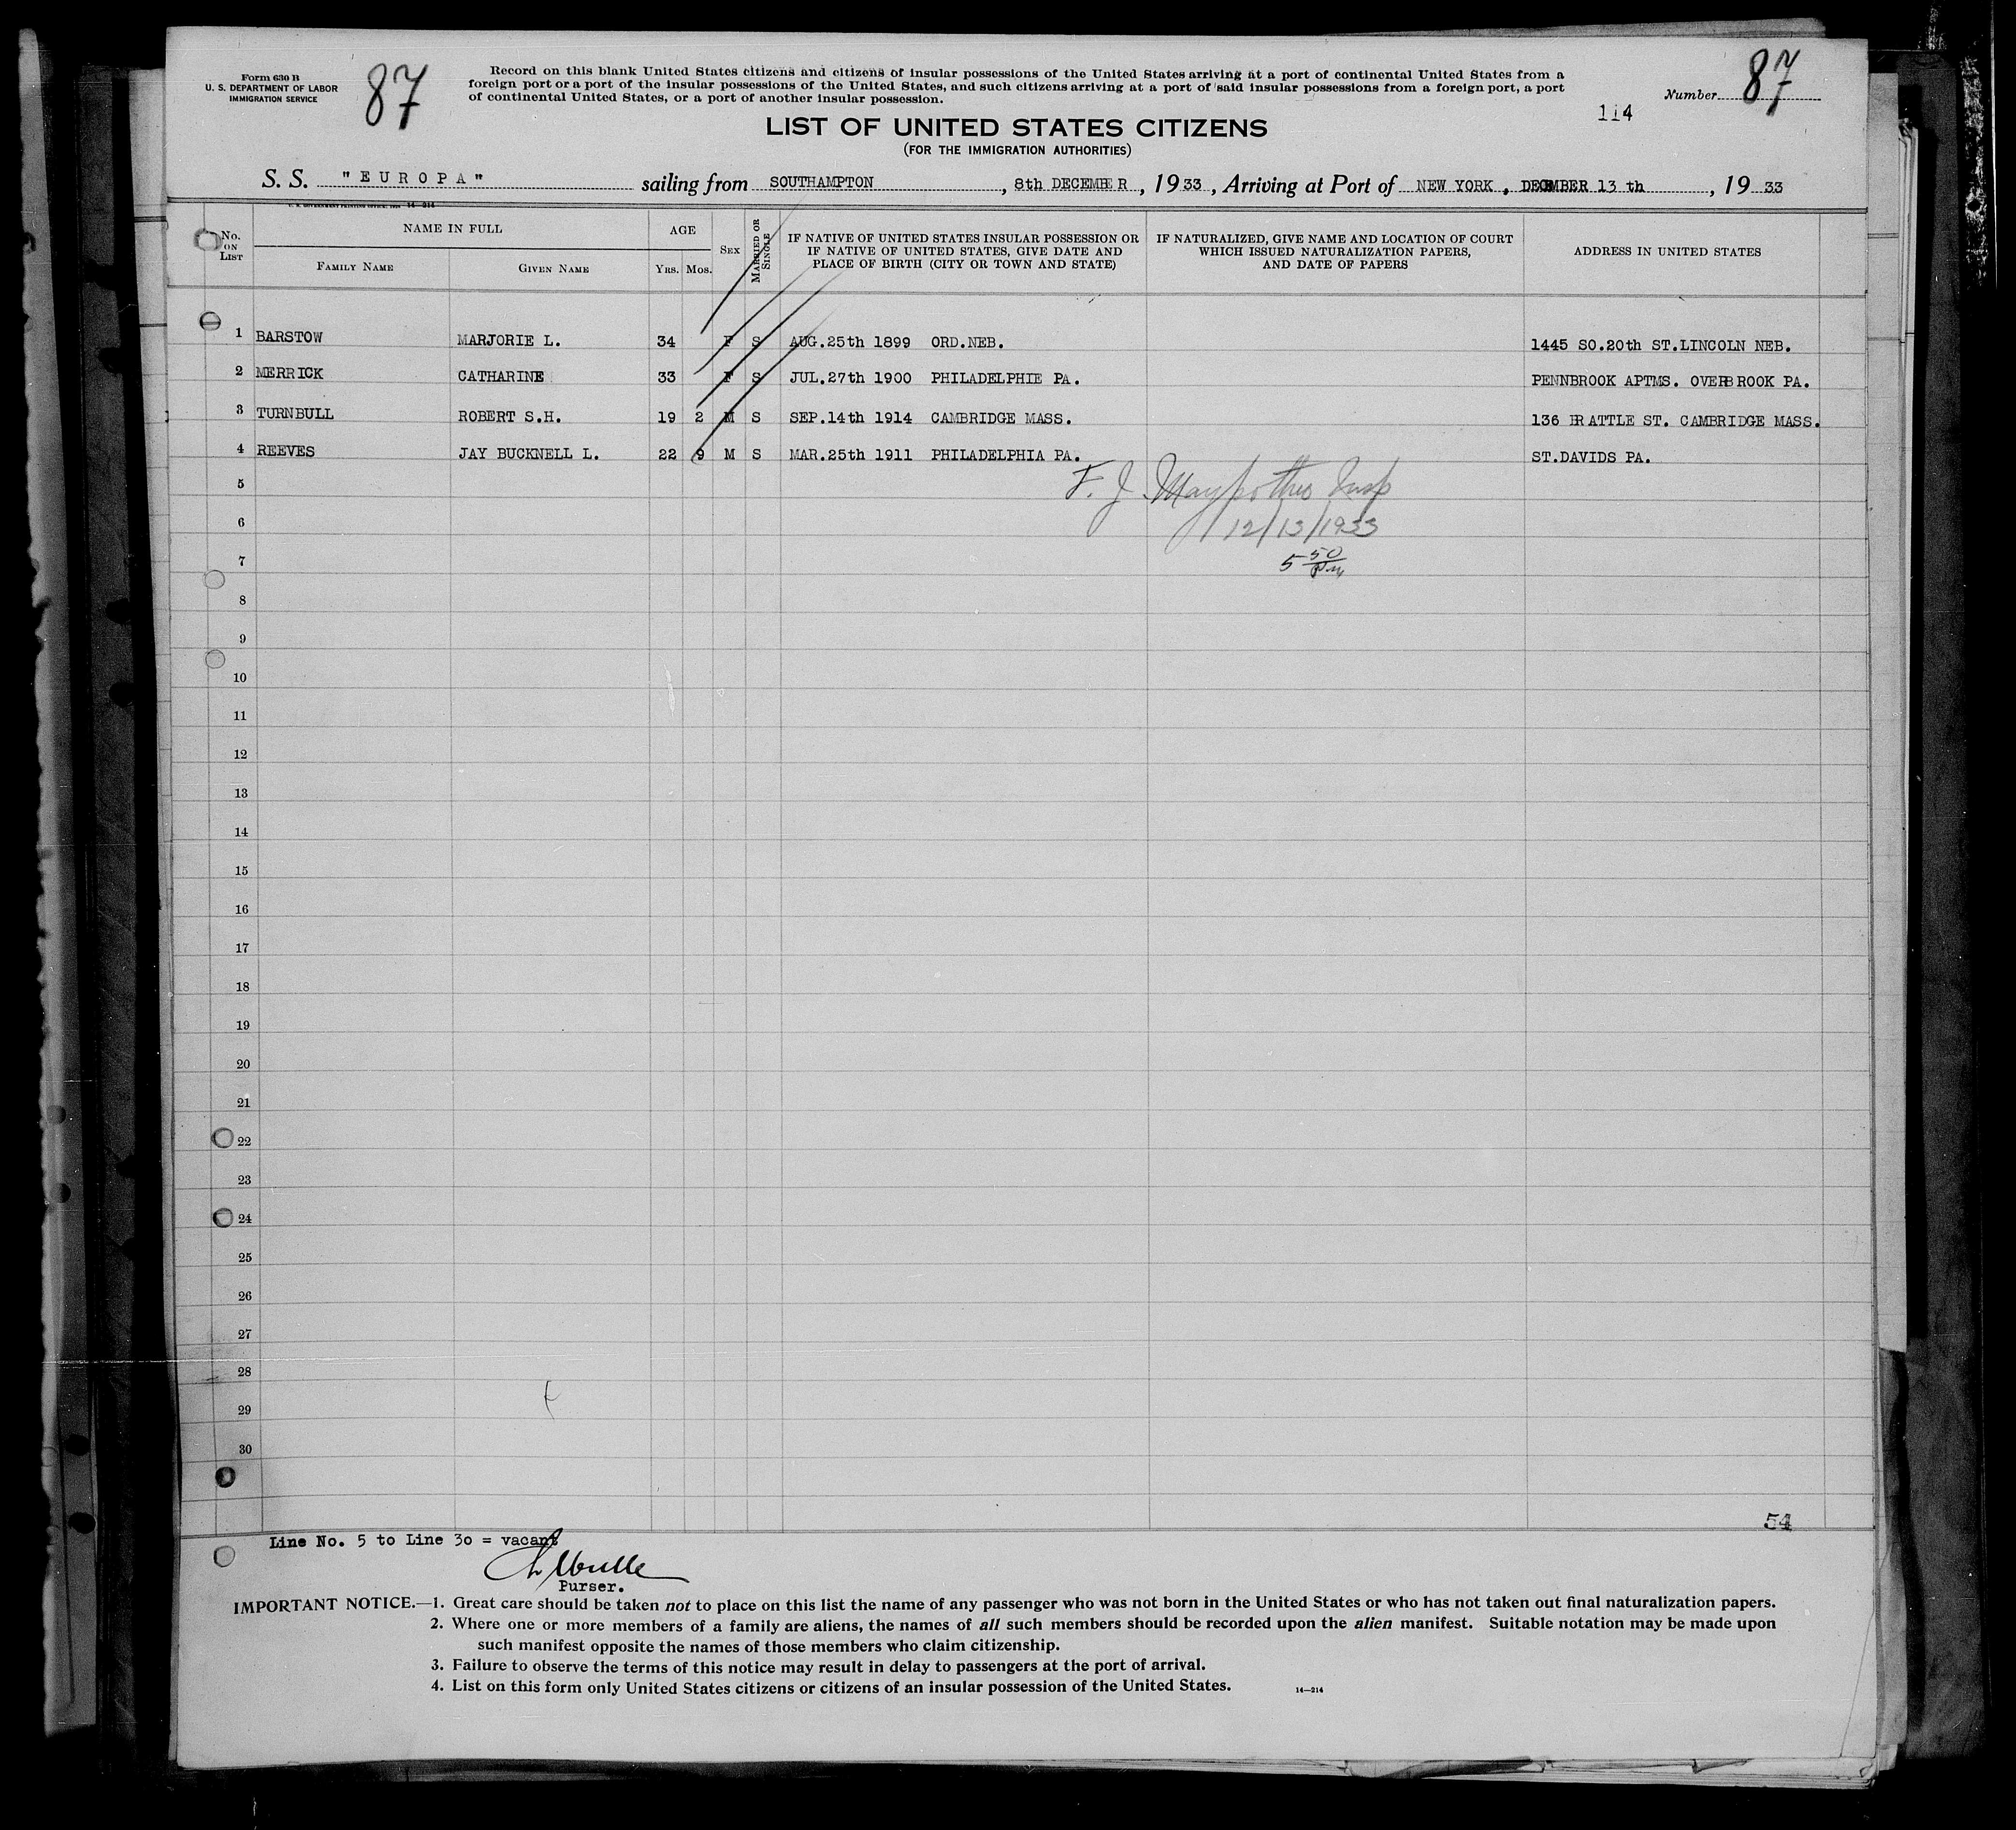 Form 630 B
U. S. DEPARTMENT OF LABOR
IMMIGRATION SERVICE
87
Record on this blank United States citizens and citizens of insular possessions of the United States arriving at a port of continental United States from a
foreign port or a port of the insular possessions of the United States, and such citizens arriving at a port of said insular possessions from a foreign port, a port
of continental United States, or a port of another insular possession.
Number 87
114
LIST OF UNITED STATES CITIZENS
(FOR THE IMMIGRATION AUTHORITIES)
S. S. "EUROPA" sailing from SOUTHAMPTON, 8th DECEMBER, 1933, Arriving at Port of NEW YORK, DECEMBER 13 th, 1933
14-214
No. ON LIST
NAME IN FULL
FAMILY NAME GIVEN NAME
AGE
YRS. MOS.
SEX
MARRIED OR SINGLE
IF NATIVE OF UNITED STATES INSULAR POSSESSION OR
IF NATIVE OF UNITED STATES, GIVE DATE AND
PLACE OF BIRTH (CITY OR TOWN AND STATE)
IF NATURALIZED, GIVE NAME AND LOCATION OF COURT
WHICH ISSUED NATURALIZATION PAPERS,
AND DATE OF PAPERS
ADDRESS IN UNITED STATES
1 BARSTOW MARJORIE L. 34 F S AUG.25th 1899 ORD.NEB. 1445 SO.20th ST.LINCOLN NEB.
2 MERRICK CATHARINE 33 F S JUL.27th 1900 PHILADELPHIE PA. PENNBROOK APTMS. OVERBROOK PA.
3 TURNBULL ROBERT S.H. 19 2 M S SEP.14th 1914 CAMBRIDGE MASS. 136 BRATTLE ST. CAMBRIDGE MASS.
4 REEVES JAY BUCKNELL L. 22 9 M S MAR.25th 1911 PHILADELPHIA PA. ST.DAVIDS PA.
5
F. J. Insp
6
12/13/1933
7
5 50 Pm
8
9
10
11
12
13
14
15
16
17
18
19
20
21
22
23
24
25
26
27
28
29
30
54
Line No. 5 to Line 30 = vacant
Purser.
IMPORTANT NOTICE.—1. Great care should be taken not to place on this list the name of any passenger who was not born in the United States or who has not taken out final naturalization papers.
2. Where one or more members of a family are aliens, the names of all such members should be recorded upon the alien manifest. Suitable notation may be made upon
such manifest opposite the names of those members who claim citizenship.
3. Failure to observe the terms of this notice may result in delay to passengers at the port of arrival.
4. List on this form only United States citizens or citizens of an insular possession of the United States. 14—214